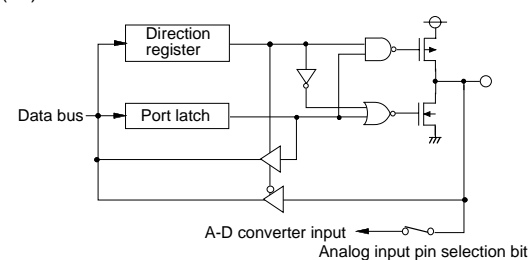 Direction
register
Data bus
Port latch
A-D converter input
Analog input pin selection bit